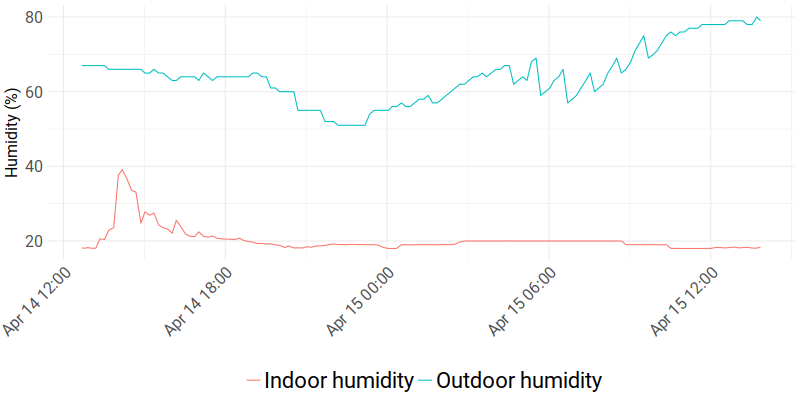 Humidity (%)
80
60
40
20
Apr 14 12:00
Apr 14 18:00
Apr 15 00:00
Apr 15 06:00
Apr 15 12:00
Indoor humidity
Outdoor humidity